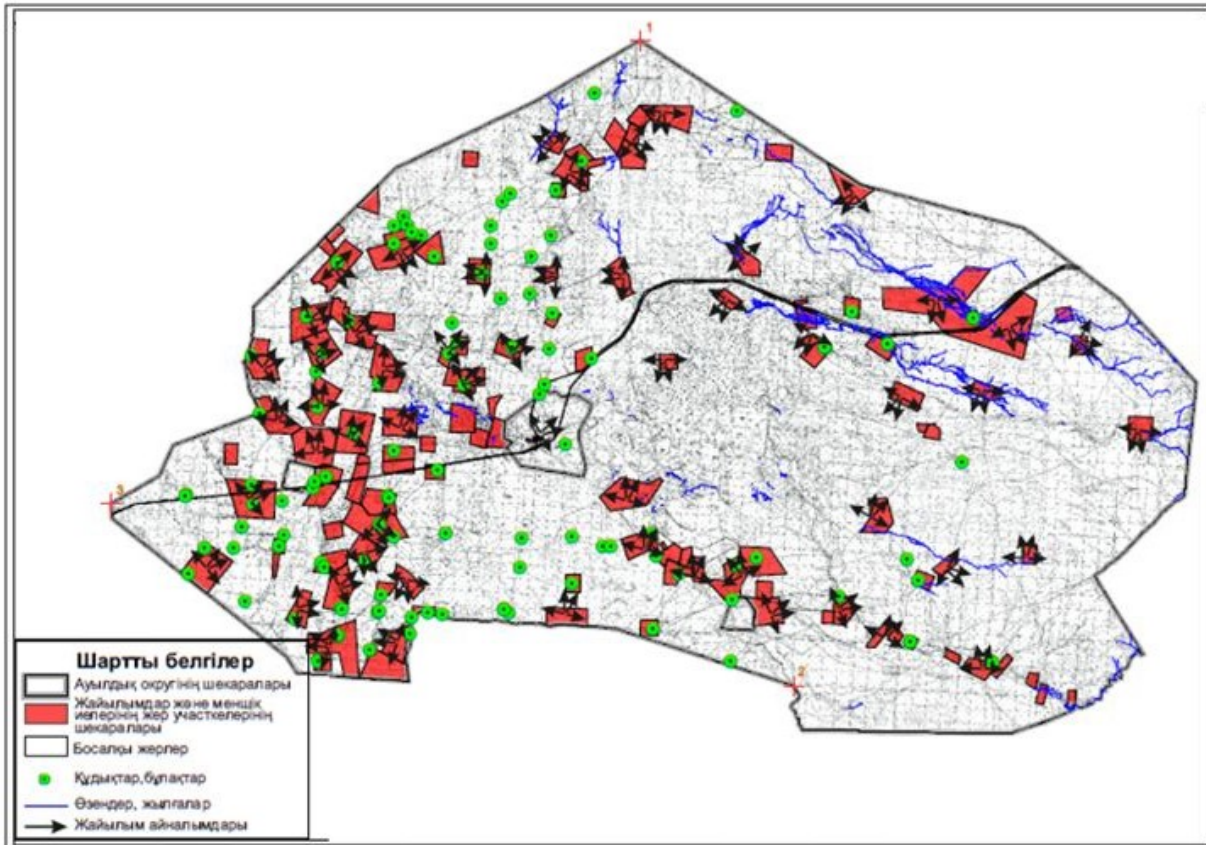 1
3
2
Шартты белгілер
Ауылдық округінің шекаралары
Жайылымдар және меншік
иелерінің жер участкелерінің
шекаралары
Босалқы жерлер
Құдықтар,бұлақтар
Өзендер, жылғалар
Жайылым айналымдары